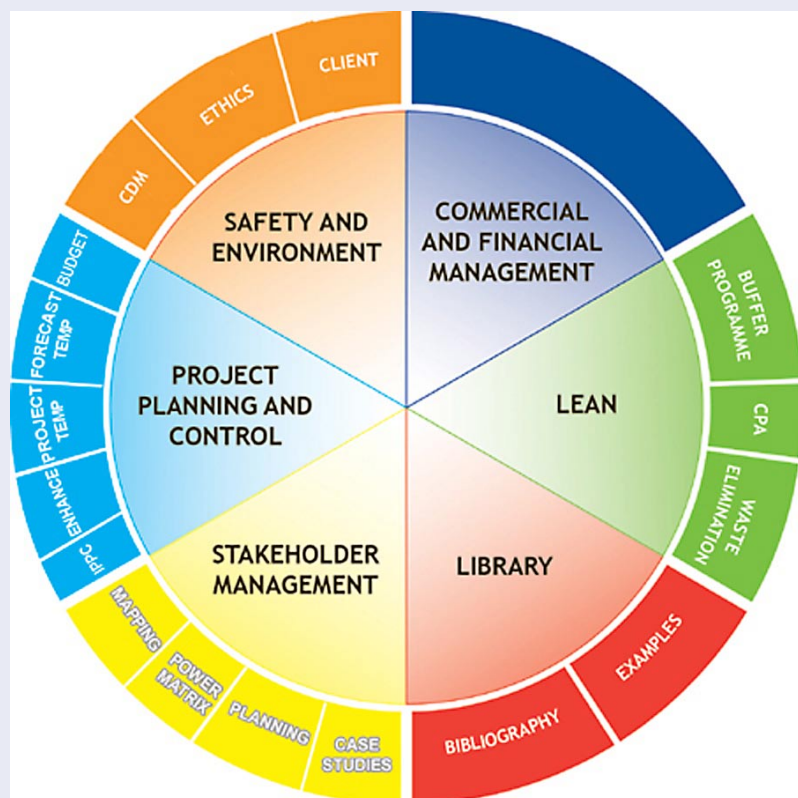 CLIENT
ETHICS
CDM
SAFETY AND
ENVIRONMENT
COMMERCIAL
AND FINANCIAL
MANAGEMENT
BUDGET
FORECAST
TEMP
PROJECT
TEMP
ENHANCE
IPPC
PROJECT
PLANNING AND
CONTROL
LEAN
BUFFER
PROGRAMME
CPA
WASTE
ELIMINATION
STAKEHOLDER
MANAGEMENT
LIBRARY
MAPPING
POWER
MATRIX
PLANNING
CASE
STUDIES
BIBLIOGRAPHY
EXAMPLES